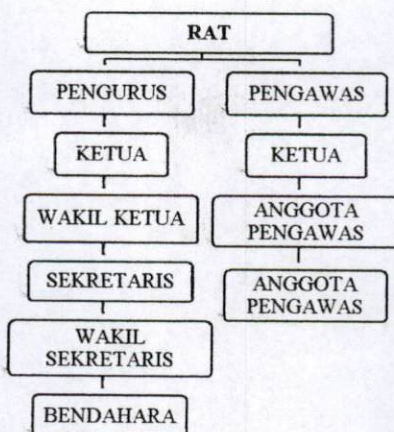 RAT
PENGURUS
PENGAWAS
KETUA
KETUA
WAKIL KETUA
ANGGOTA
PENGAWAS
SEKRETARIS
ANGGOTA
PENGAWAS
WAKIL
SEKRETARIS
BENDAHARA